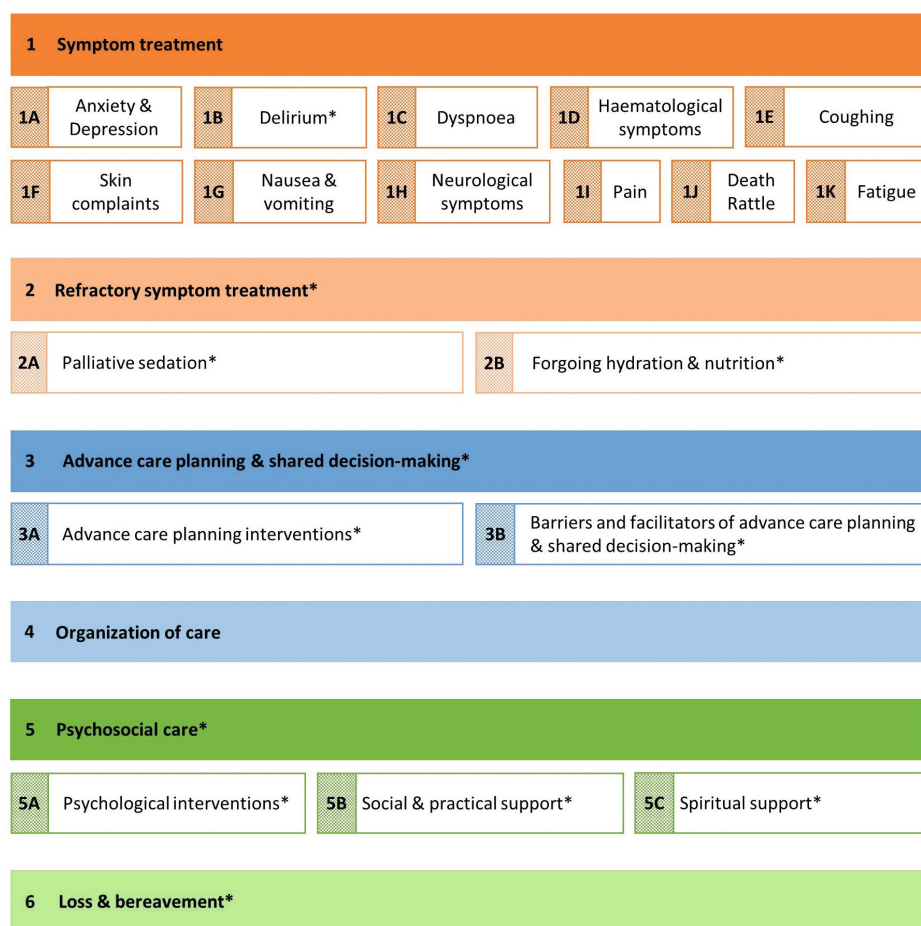 1 Symptom treatment
1A Anxiety &
Depression
1B Delirium*
1C Dyspnoea
1D Haematological
symptoms
1E Coughing
1F Skin
complaints
1G Nausea &
vomiting
1H Neurological
symptoms
1I Pain
1J Death
Rattle
1K Fatigue
2 Refractory symptom treatment*
2A Palliative sedation*
2B Forgoing hydration & nutrition*
3 Advance care planning & shared decision-making*
3A Advance care planning interventions*
3B Barriers and facilitators of advance care planning
& shared decision-making*
4 Organization of care
5 Psychosocial care*
5A Psychological interventions*
5B Social & practical support*
5C Spiritual support*
6 Loss & bereavement*